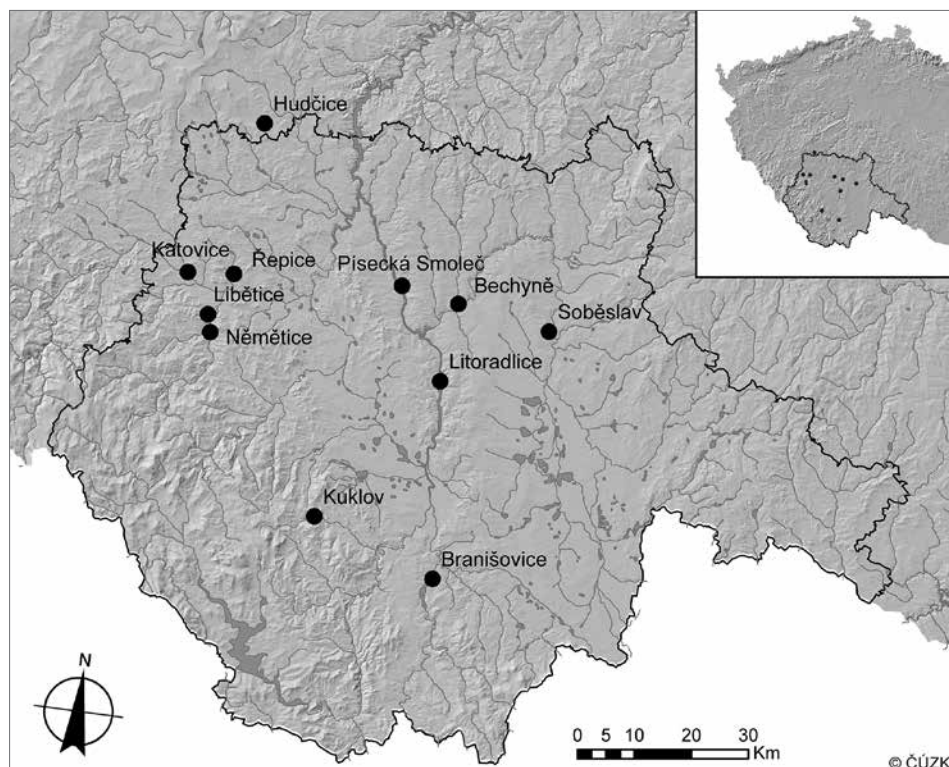 Hudčice
Katovice
Řepice
Písecká Smoleč
Libětice
Bechyně
Němětice
Soběslav
Litoradlice
Kuklov
Branišovice
N
0 5 10 20 30
Km
© ČÚZK